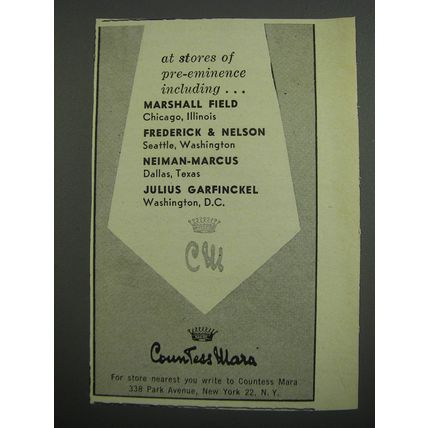 at stores of
pre-eminence
including...
MARSHALL FIELD
Chicago, Illinois
FREDERICK & NELSON
Seattle, Washington
NEIMAN-MARCUS
Dallas, Texas
JULIUS GARFINCKEL
Washington, D.C.
CM
Countess Mara
For store nearest you write to Countess Mara
338 Park Avenue, New York 22, N. Y.